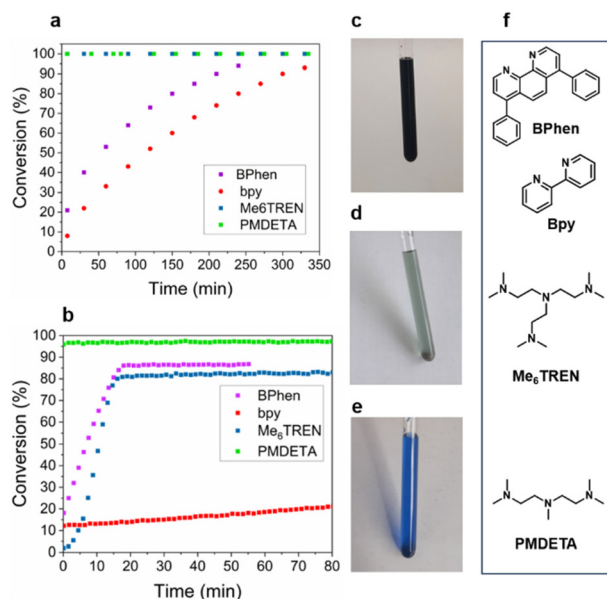 a
Conversion (%)
100
90
80
70
60
50
40
30
20
10
0
BPhen
bpy
Me6TREN
PMDETA
0 50 100 150 200 250 300 350
Time (min)
b
Conversion (%)
100
90
80
70
60
50
40
30
20
10
0
BPhen
bpy
Me₆TREN
PMDETA
0 10 20 30 40 50 60 70 80
Time (min)
c
d
e
f
N
N
BPhen
N
N
Bpy
N
N
N
N
Me₆TREN
N
N
N
PMDETA